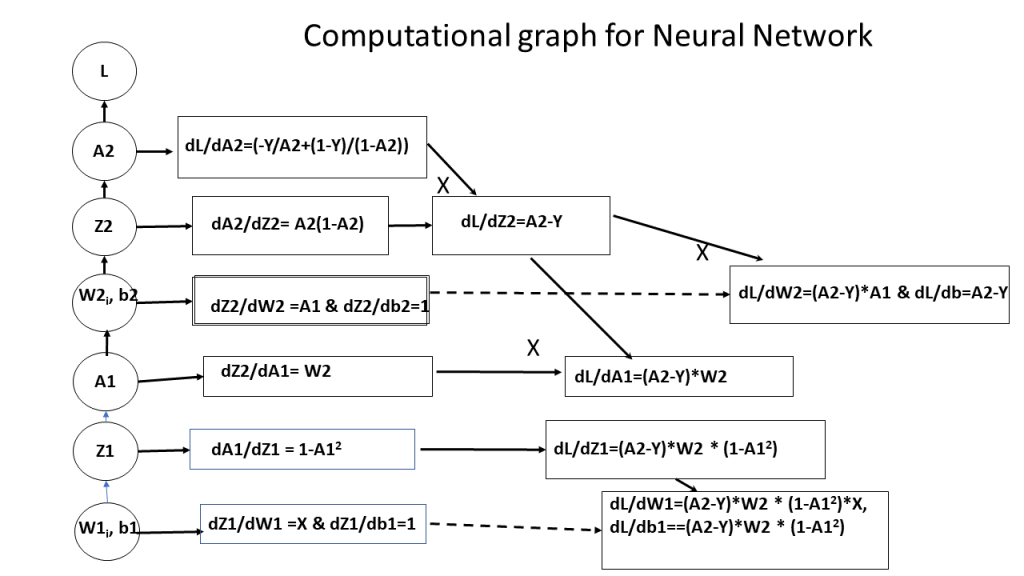 Computational graph for Neural Network
L
A2
dL/dA2=(-Y/A2+(1-Y)/(1-A2))
X
Z2
dA2/dZ2= A2(1-A2)
dL/dZ2=A2-Y
X
W2ᵢ, b2
dZ2/dW2 =A1 & dZ2/db2=1
dL/dW2=(A2-Y)*A1 & dL/db=A2-Y
X
A1
dZ2/dA1= W2
dL/dA1=(A2-Y)*W2
Z1
dA1/dZ1 = 1-A1²
dL/dZ1=(A2-Y)*W2 * (1-A1²)
W1ᵢ, b1
dZ1/dW1 =X & dZ1/db1=1
dL/dW1=(A2-Y)*W2 * (1-A1²)*X,
dL/db1==(A2-Y)*W2 * (1-A1²)